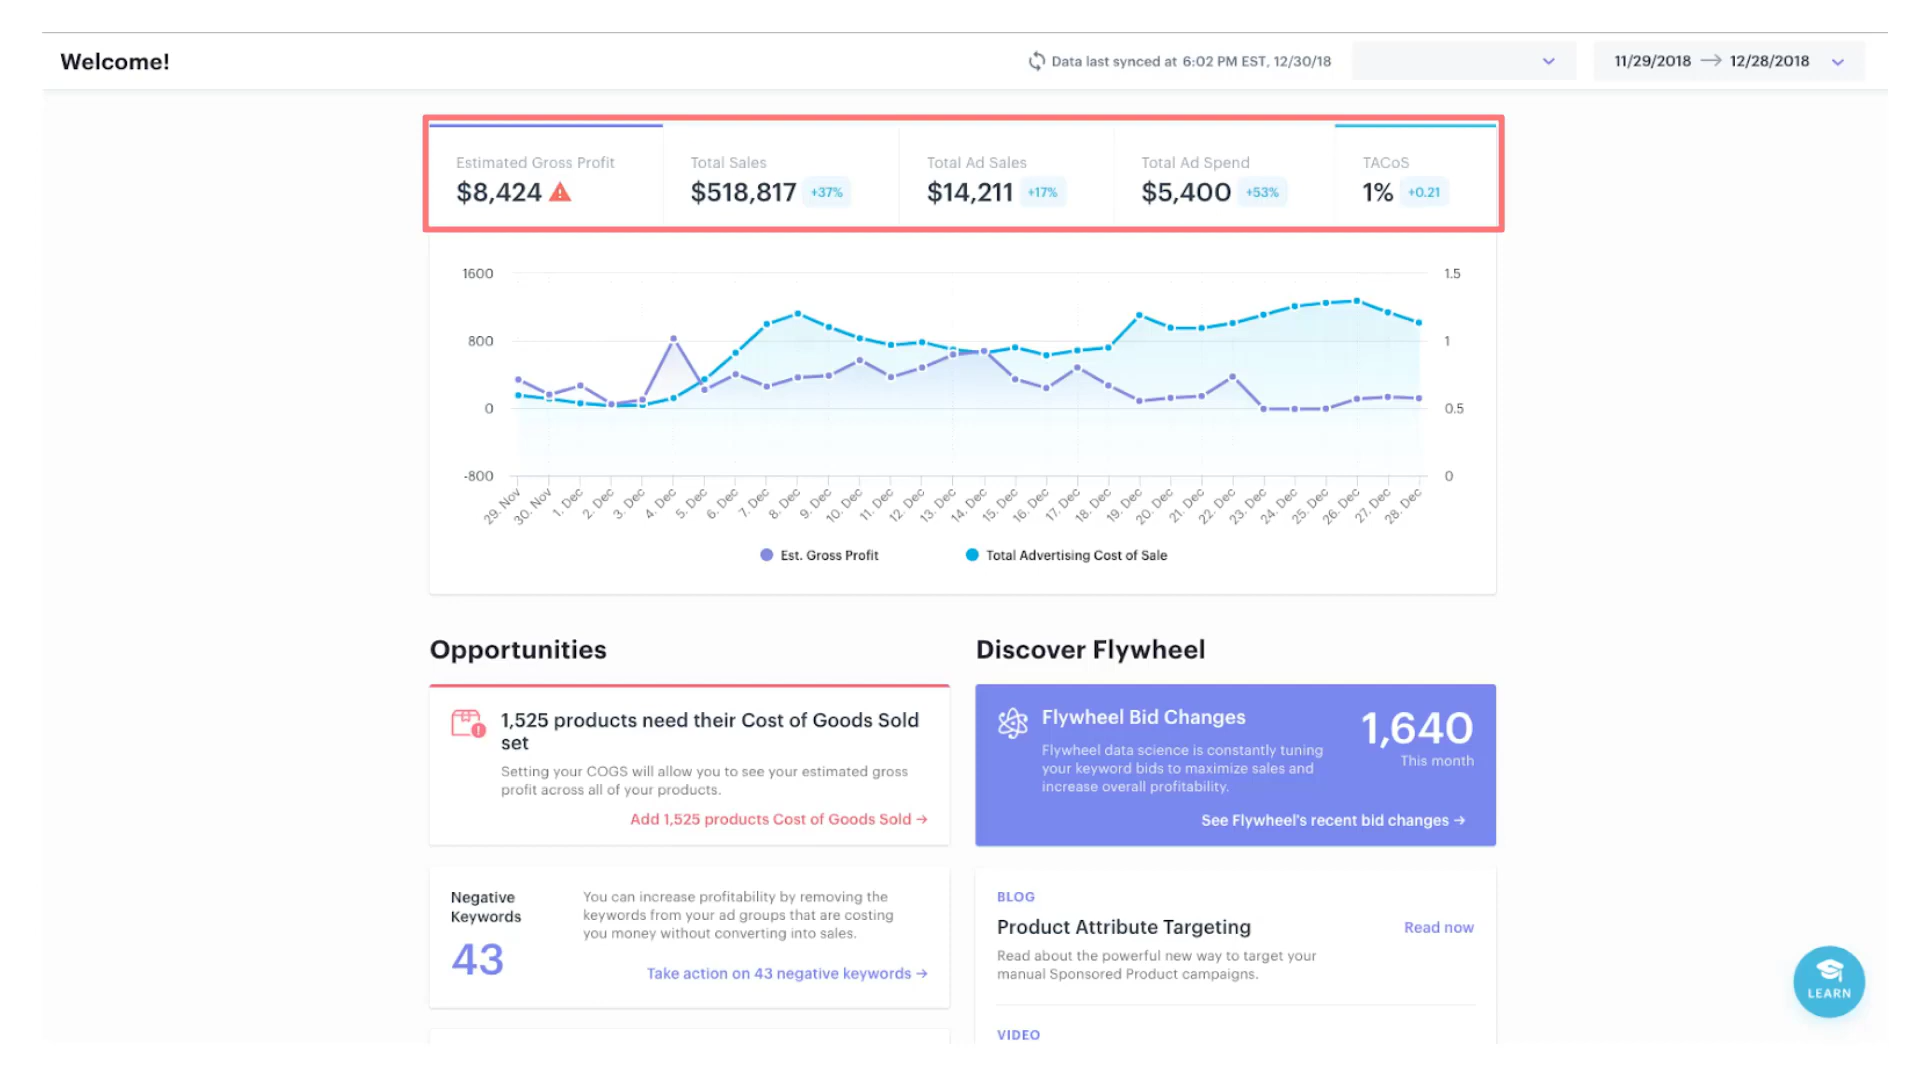 Welcome!
Data last synced at 6:02 PM EST, 12/30/18
11/29/2018 → 12/28/2018
Estimated Gross Profit
$8,424
Total Sales
$518,817 +37%
Total Ad Sales
$14,211 +17%
Total Ad Spend
$5,400 +53%
TACoS
1% +0.21
1600
800
0
-800
1.5
1
0.5
0
29. Nov
30. Nov
1. Dec
2. Dec
3. Dec
4. Dec
5. Dec
6. Dec
7. Dec
8. Dec
9. Dec
10. Dec
11. Dec
12. Dec
13. Dec
14. Dec
15. Dec
16. Dec
17. Dec
18. Dec
19. Dec
20. Dec
21. Dec
22. Dec
23. Dec
24. Dec
25. Dec
26. Dec
27. Dec
28. Dec
Est. Gross Profit
Total Advertising Cost of Sale
Opportunities
1,525 products need their Cost of Goods Sold
set
Setting your COGS will allow you to see your estimated gross
profit across all of your products.
Add 1,525 products Cost of Goods Sold →
Negative
Keywords
43
You can increase profitability by removing the
keywords from your ad groups that are costing
you money without converting into sales.
Take action on 43 negative keywords →
Discover Flywheel
Flywheel Bid Changes
Flywheel data science is constantly tuning
your keyword bids to maximize sales and
increase overall profitability.
1,640
This month
See Flywheel's recent bid changes →
BLOG
Product Attribute Targeting
Read now
Read about the powerful new way to target your
manual Sponsored Product campaigns.
VIDEO
LEARN